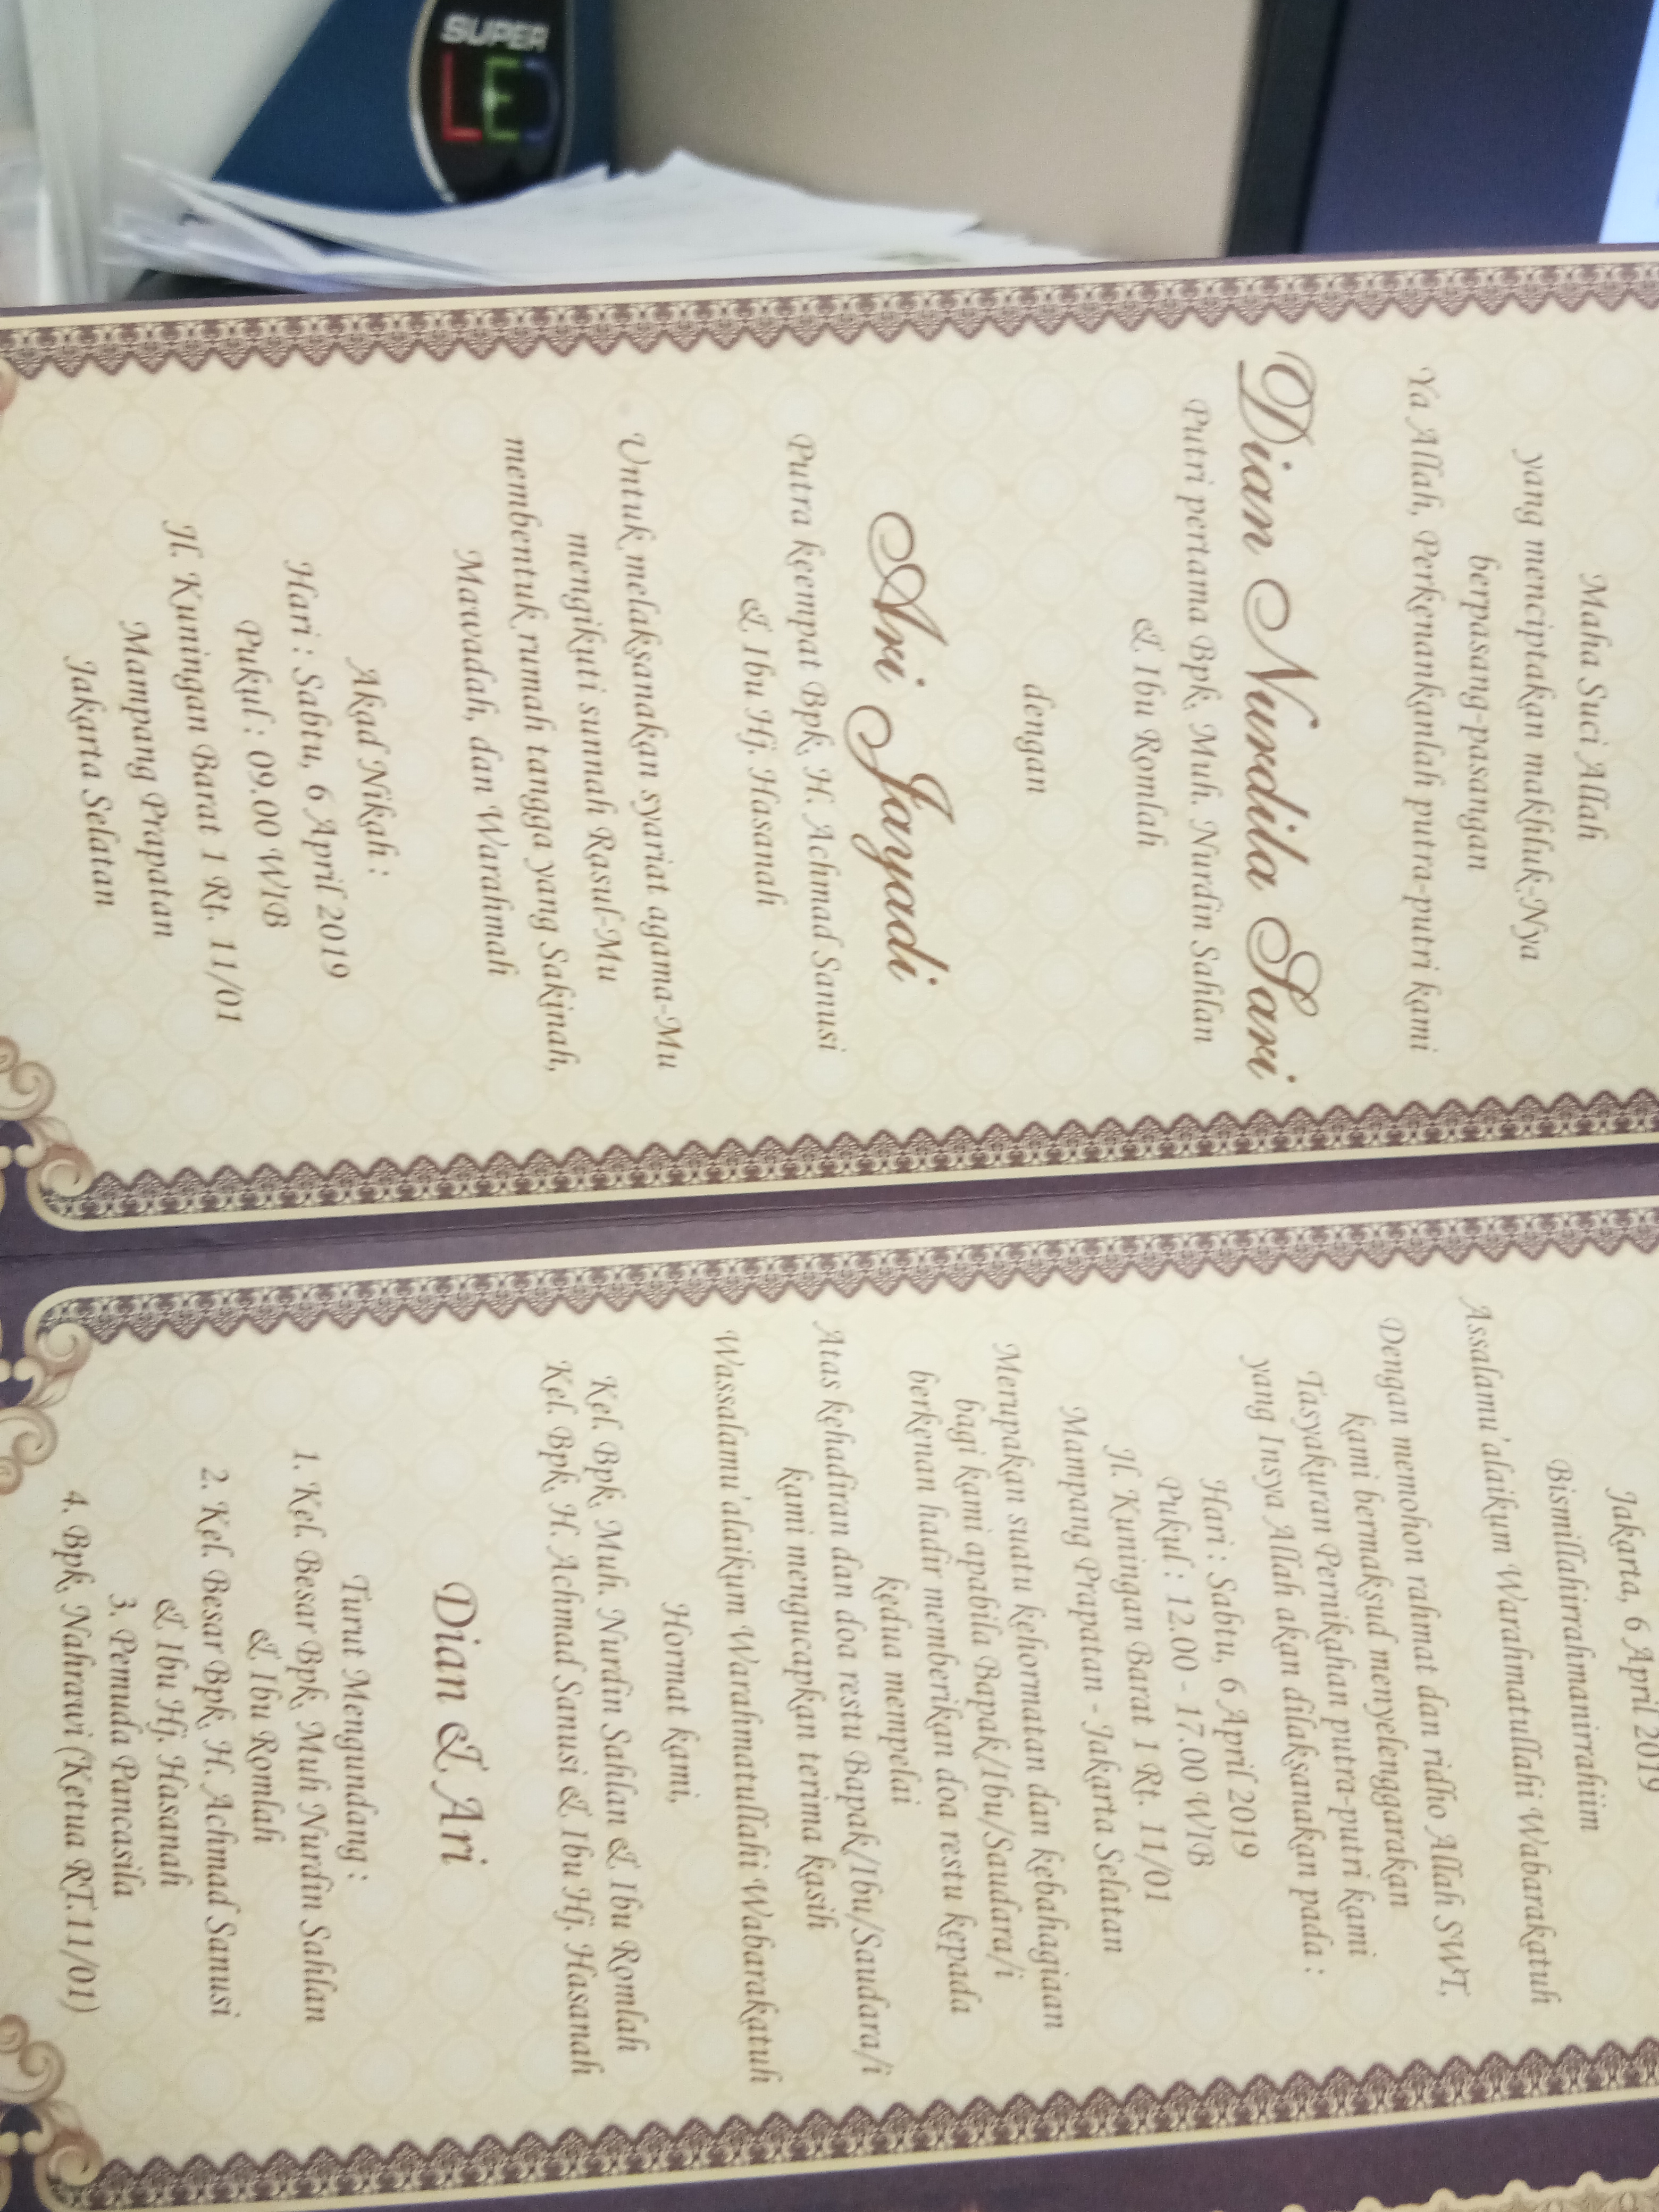 SUPER
LED
Maha Suci Allah
yang menciptakan makhluk-Nya
berpasang-pasangan
Ya Allah, Perkenankanlah putra-putri kami
Dian Nurdila Sari
Putri pertama Bpk. Muh. Nurdin Sahlan
& Ibu Romlah
dengan
Ari Jayadi
Putra keempat Bpk. H. Achmad Sanusi
& Ibu Hj. Hasanah
Untuk melaksanakan syariat agama-Mu
mengikuti sunnah Rasul-Mu
membentuk rumah tangga yang Sakinah,
Mawadah, dan Warahmah
Akad Nikah :
Hari : Sabtu, 6 April 2019
Pukul : 09.00 WIB
Jl. Kuningan Barat 1 Rt. 11/01
Mampang Prapatan
Jakarta Selatan
Jakarta, 6 April 2019
Bismillahirrahmanirrahiim
Assalamu'alaikum Warahmatullahi Wabarakatuh
Dengan memohon rahmat dan ridho Allah SWT,
kami bermaksud menyelenggarakan
Tasyakuran Pernikahan putra-putri kami
yang Insya Allah akan dilaksanakan pada :
Hari : Sabtu, 6 April 2019
Pukul : 12.00 - 17.00 WIB
Jl. Kuningan Barat 1 Rt. 11/01
Mampang Prapatan - Jakarta Selatan
Merupakan suatu kehormatan dan kebahagiaan
bagi kami apabila Bapak/Ibu/Saudara/i
berkenan hadir memberikan doa restu kepada
kedua mempelai
Atas kehadiran dan doa restu Bapak/Ibu/Saudara/i
kami mengucapkan terima kasih
Wassalamu'alaikum Warahmatullahi Wabarakatuh
Hormat kami,
Kel. Bpk. Muh. Nurdin Sahlan & Ibu Romlah
Kel. Bpk. H. Achmad Sanusi & Ibu Hj. Hasanah
Dian & Ari
Turut Mengundang :
1. Kel. Besar Bpk. Muh Nurdin Sahlan
& Ibu Romlah
2. Kel. Besar Bpk. H. Achmad Sanusi
& Ibu Hj. Hasanah
3. Pemuda Pancasila
4. Bpk. Nahrawi (Ketua RT.11/01)